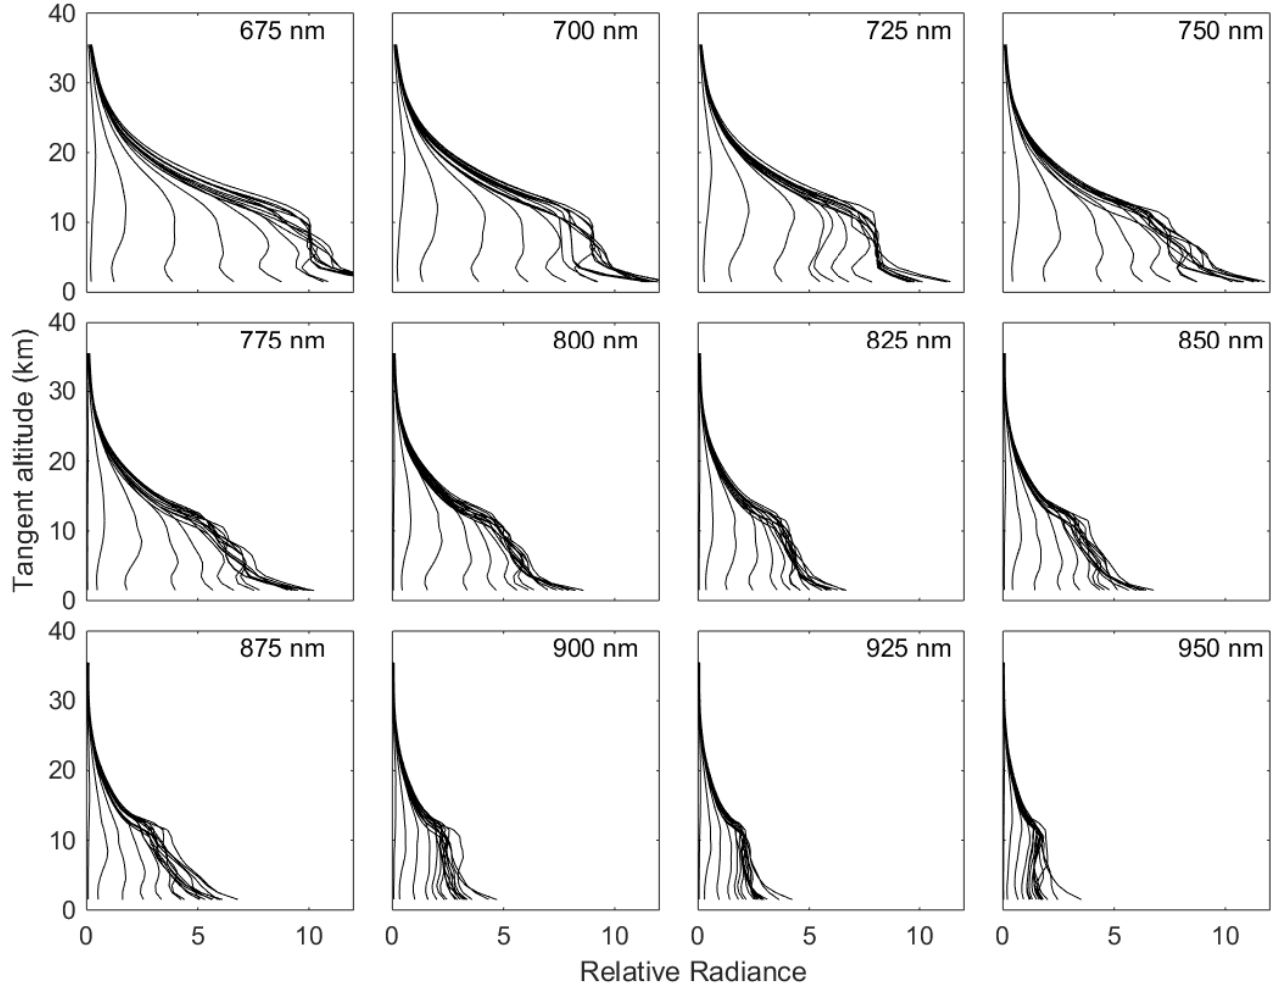 40
30
20
10
0
675 nm
700 nm
725 nm
750 nm
Tangent altitude (km)
40
30
20
10
0
775 nm
800 nm
825 nm
850 nm
40
30
20
10
0
875 nm
900 nm
925 nm
950 nm
0 5 10 0 5 10 0 5 10 0 5 10
Relative Radiance